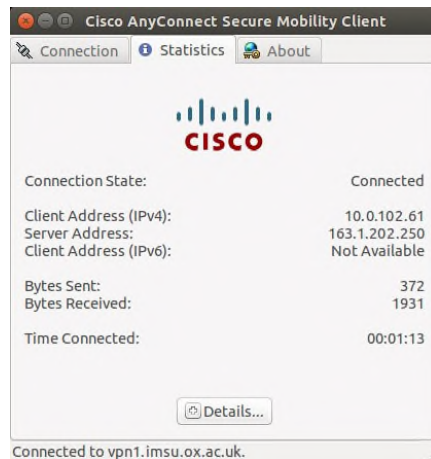 Cisco AnyConnect Secure Mobility Client
Connection Statistics About
CISCO
Connection State: Connected
Client Address (IPv4): 10.0.102.61
Server Address: 163.1.202.250
Client Address (IPv6): Not Available
Bytes Sent: 372
Bytes Received: 1931
Time Connected: 00:01:13
Details...
Connected to vpn1.imsu.ox.ac.uk.